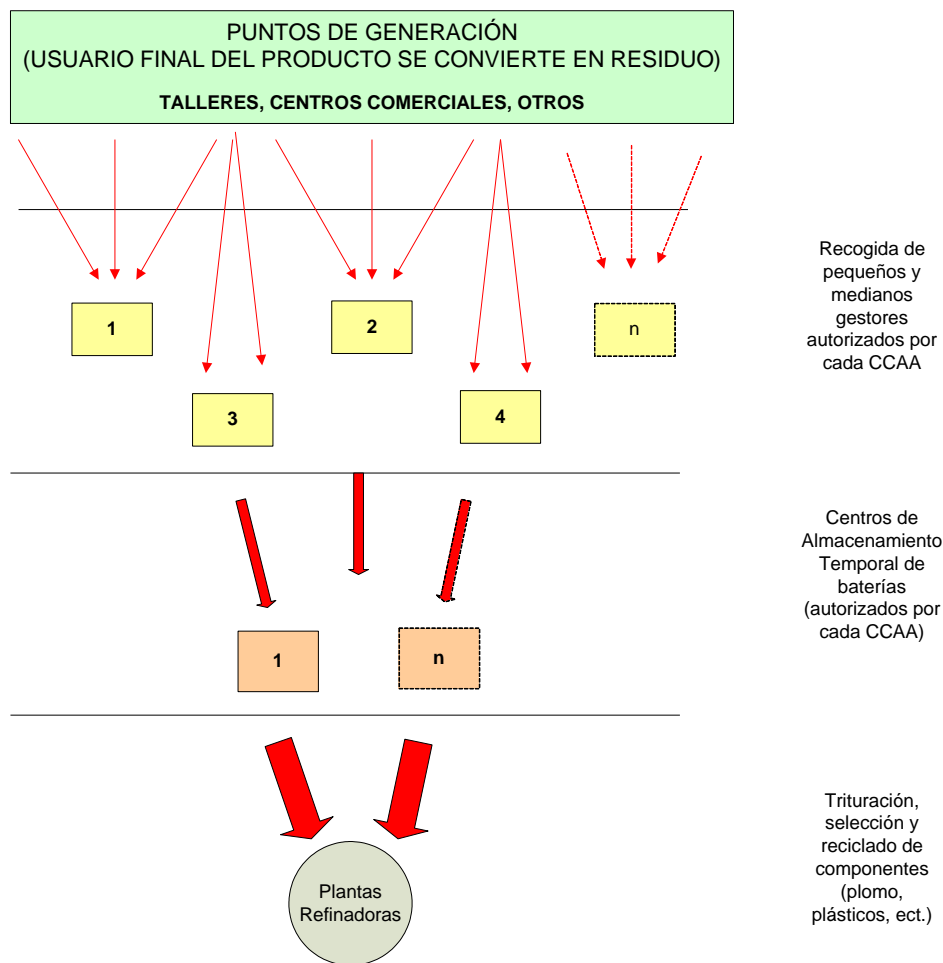 PUNTOS DE GENERACIÓN
(USUARIO FINAL DEL PRODUCTO SE CONVIERTE EN RESIDUO)
TALLERES, CENTROS COMERCIALES, OTROS
1
2
n
3
4
Recogida de
pequeños y
medianos
gestores
autorizados por
cada CCAA
1
n
Centros de
Almacenamiento
Temporal de
baterías
(autorizados por
cada CCAA)
Plantas
Refinadoras
Trituración,
selección y
reciclado de
componentes
(plomo,
plásticos, ect.)